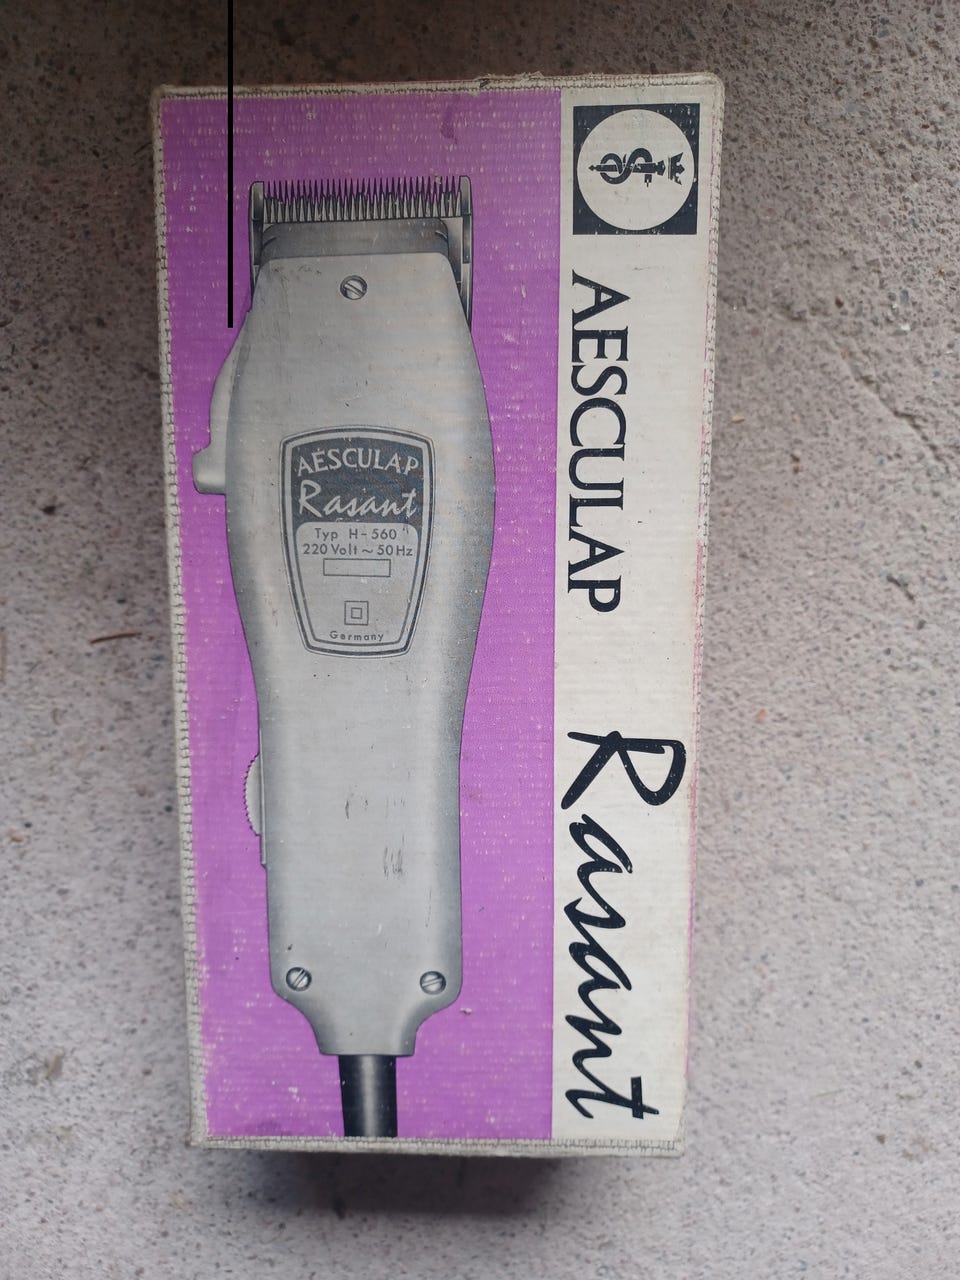 AESCULAP Rasant
AESCULAP
Rasant
Typ H-560
220 Volt ~ 50 Hz
Germany